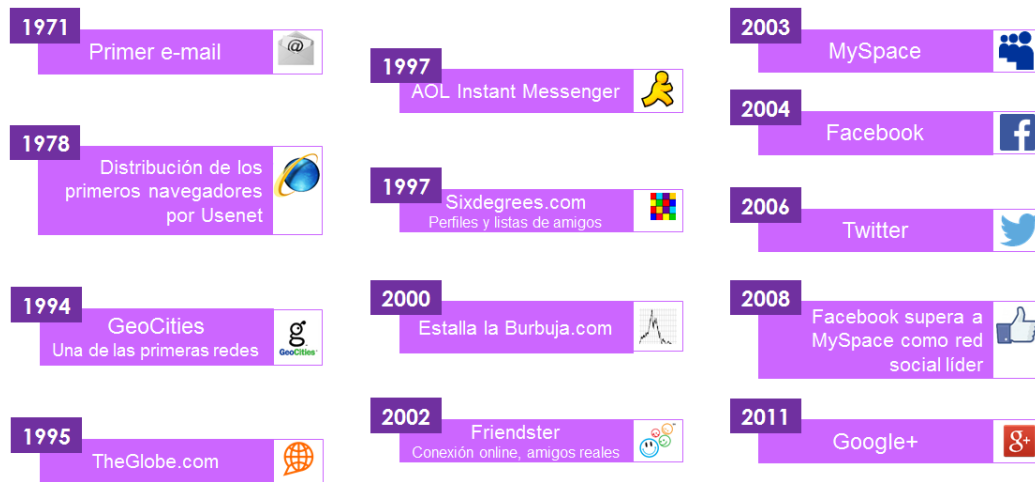 1971
Primer e-mail
@
1978
Distribución de los
primeros navegadores
por Usenet
1994
GeoCities
Una de las primeras redes
g.
GeoCities
1995
TheGlobe.com
1997
AOL Instant Messenger
1997
Sixdegrees.com
Perfiles y listas de amigos
2000
Estalla la Burbuja.com
2002
Friendster
Conexión online, amigos reales
2003
MySpace
2004
Facebook
f
2006
Twitter
2008
Facebook supera a
MySpace como red
social líder
2011
Google+
g+